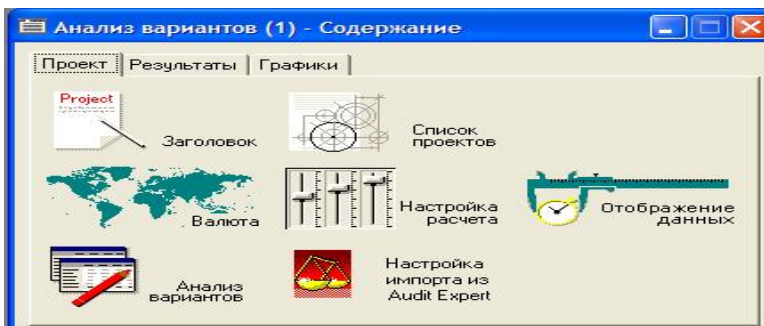 Анализ вариантов (1) - Содержание
Проект Результаты Графики
Project
Заголовок
Список
проектов
Валюта
Настройка
расчета
Отображение
данных
Анализ
вариантов
Настройка
импорта из
Audit Expert